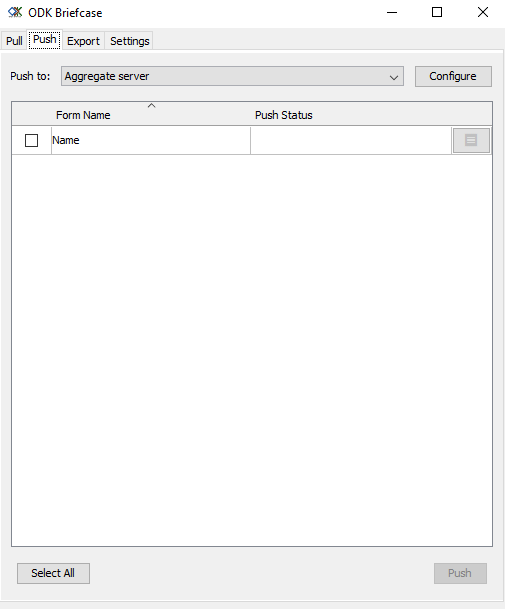 ODK Briefcase
Pull Push Export Settings
Push to: Aggregate server Configure
Form Name Push Status
Name
Select All Push